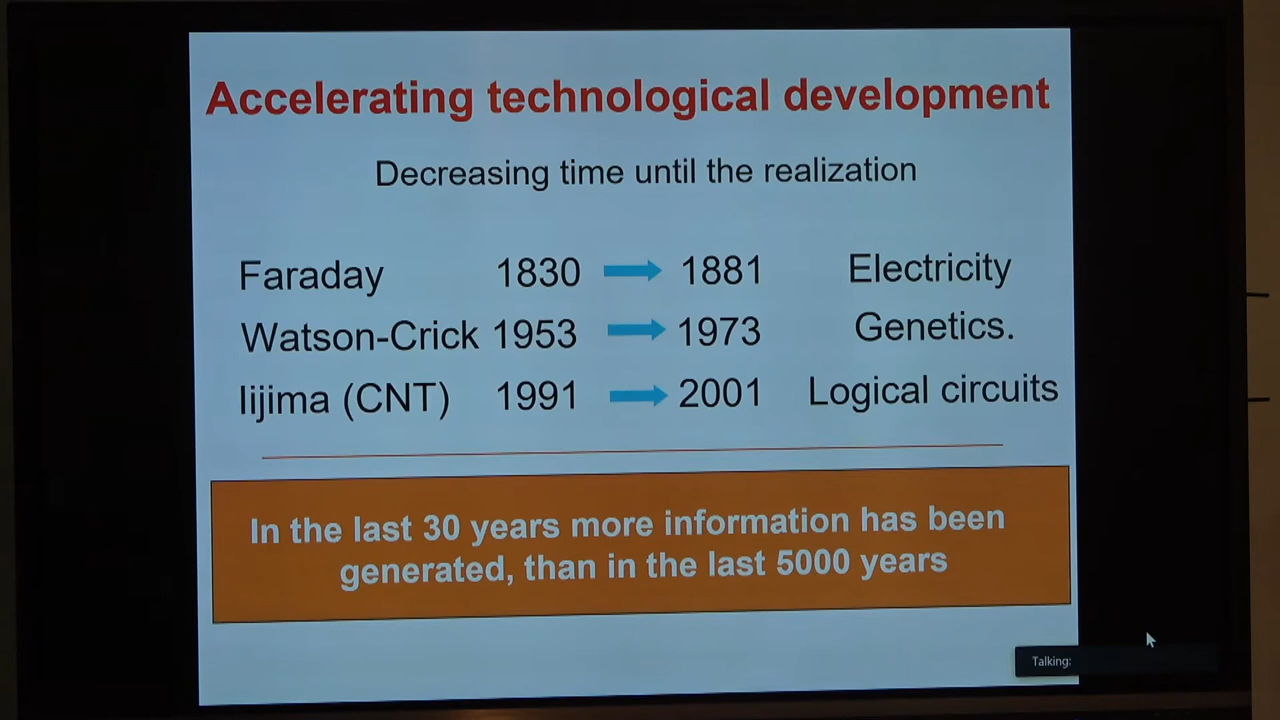 Accelerating technological development
Decreasing time until the realization
Faraday 1830 1881 Electricity
Watson-Crick 1953 1973 Genetics.
Iijima (CNT) 1991 2001 Logical circuits
In the last 30 years more information has been
generated, than in the last 5000 years
Talking: